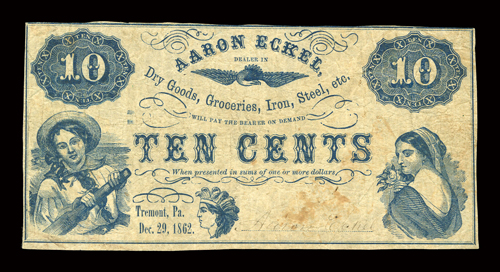 AARON ECKEL,
DEALER IN
Dry Goods, Groceries, Iron, Steel, etc.
10 10
WILL PAY THE BEARER ON DEMAND
TEN CENTS
When presented in sums of one or more dollars.
Tremont, Pa.
Dec. 29, 1862.